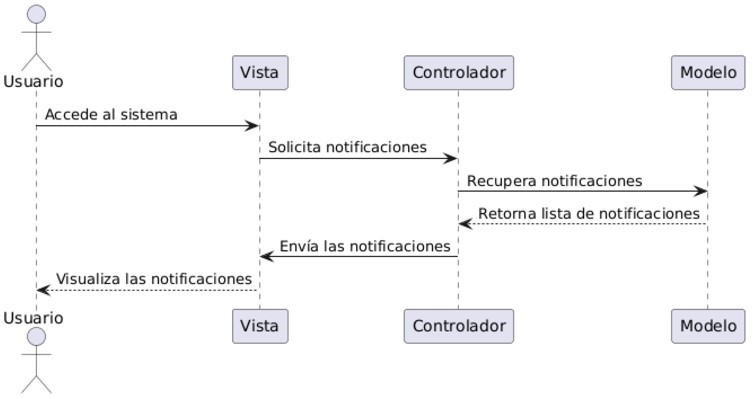 Usuario
Vista
Controlador
Modelo
Accede al sistema
Solicita notificaciones
Recupera notificaciones
Retorna lista de notificaciones
Envía las notificaciones
Visualiza las notificaciones
Usuario
Vista
Controlador
Modelo